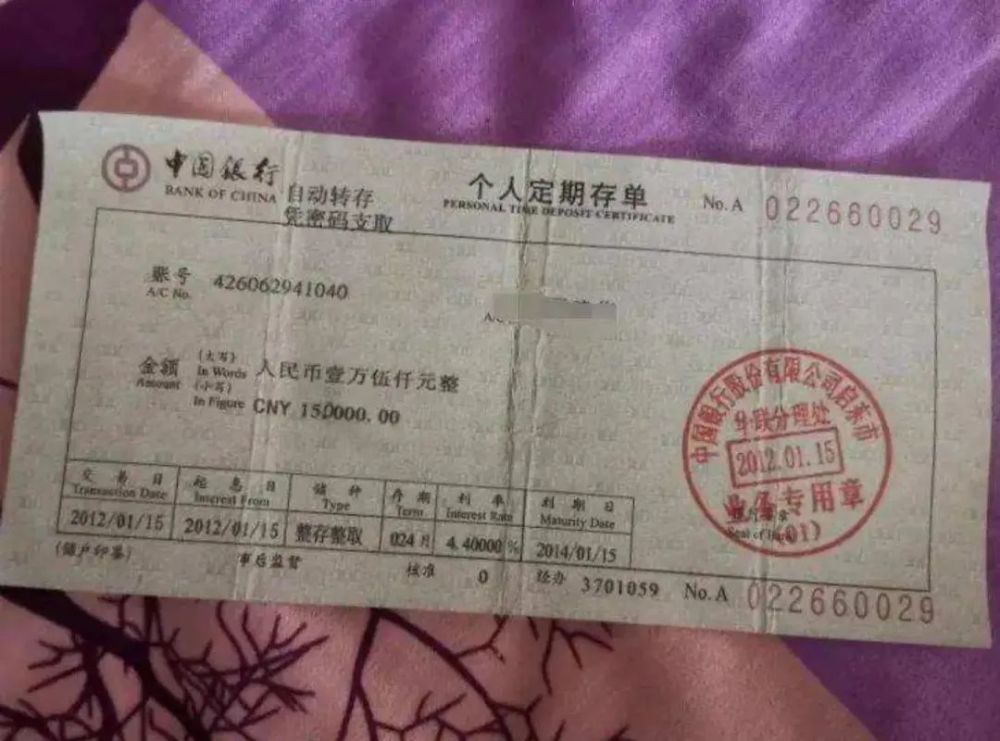 中国银行
BANK OF CHINA
自动转存
凭密码支取
个人定期存单
PERSONAL TIME DEPOSIT CERTIFICATE
No. A 022660029
账号 426062941040
A/C No.
金额 (大写) 人民币壹万伍仟元整
Amount In Words
(小写)
In Figure CNY 150000.00
交易日 起息日 储种 存期 利率 到期日
Transaction Date Interest From Type Term Interest Rate Maturity Date
2012/01/15 2012/01/15 整存整取 024月 4.40000 % 2014/01/15
(储户印鉴) 事后监督 核准 0 经办 3701059 No. A 022660029
中国银行股份有限公司启东市
分理处
2012.01.15
业务专用章
(01)
Seal of Bank